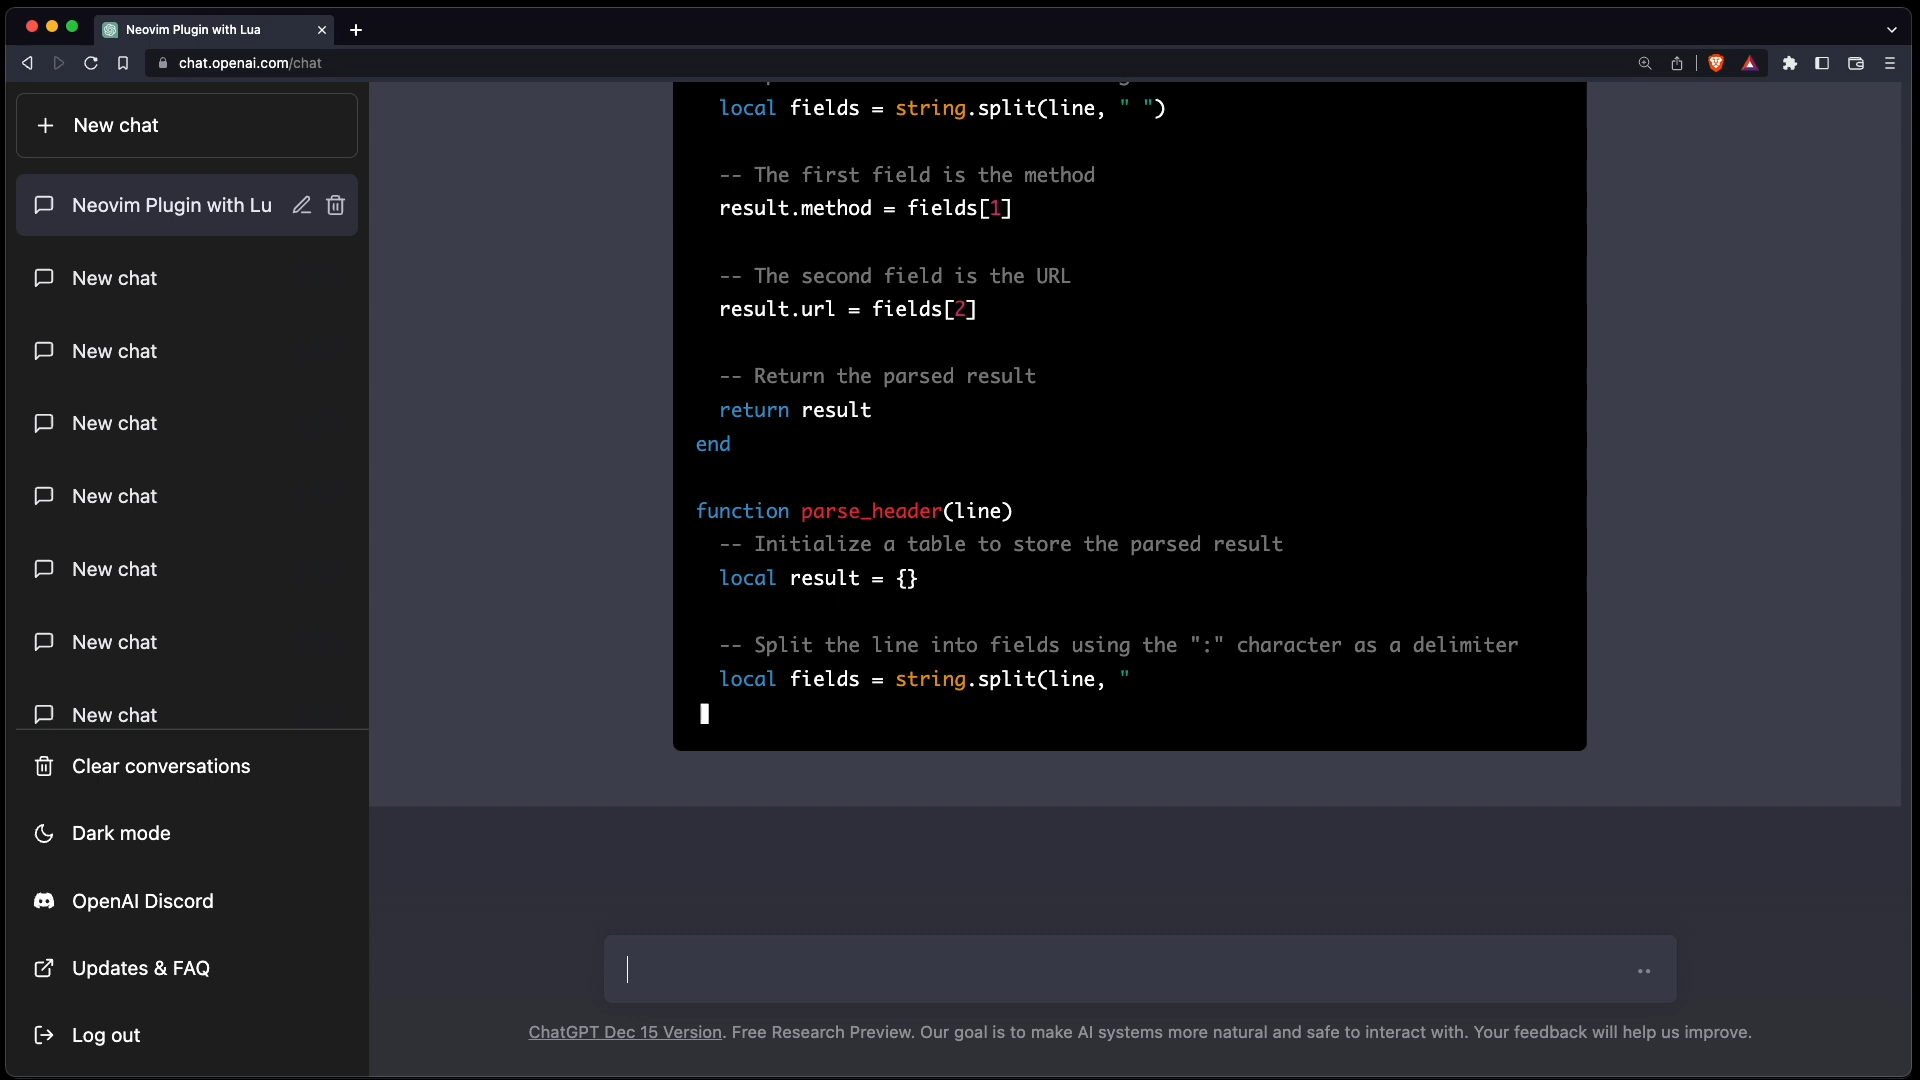 Neovim Plugin with Lua
chat.openai.com/chat
New chat
Neovim Plugin with Lu
New chat
New chat
New chat
New chat
New chat
New chat
New chat
Clear conversations
Dark mode
OpenAI Discord
Updates & FAQ
Log out
local fields = string.split(line, " ")
-- The first field is the method
result.method = fields[1]
-- The second field is the URL
result.url = fields[2]
-- Return the parsed result
return result
end
function parse_header(line)
-- Initialize a table to store the parsed result
local result = {}
-- Split the line into fields using the ":" character as a delimiter
local fields = string.split(line, "
ChatGPT Dec 15 Version. Free Research Preview. Our goal is to make AI systems more natural and safe to interact with. Your feedback will help us improve.